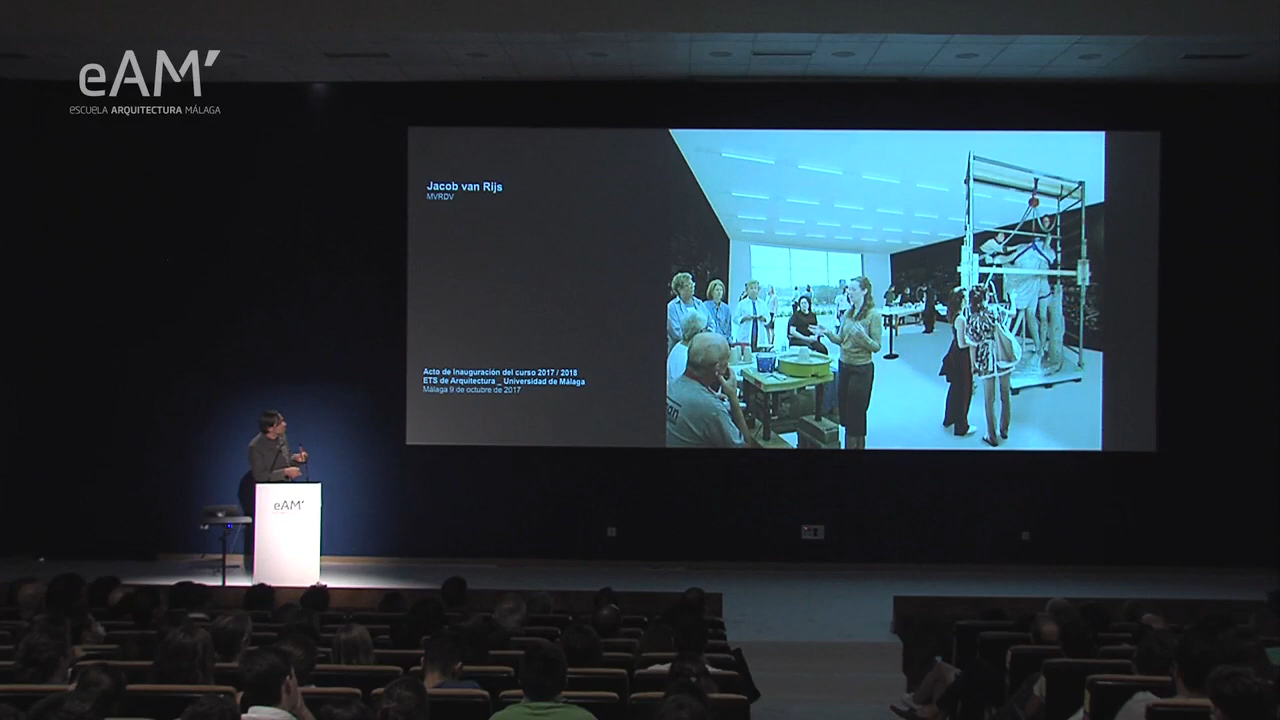 eAM'
eSCUELA ARQUITECTURA MÁLAGA
Jacob van Rijs
MVRDV
Acto de Inauguración del curso 2017 / 2018
ETS de Arquitectura _ Universidad de Málaga
Málaga 9 de octubre de 2017
eAM'